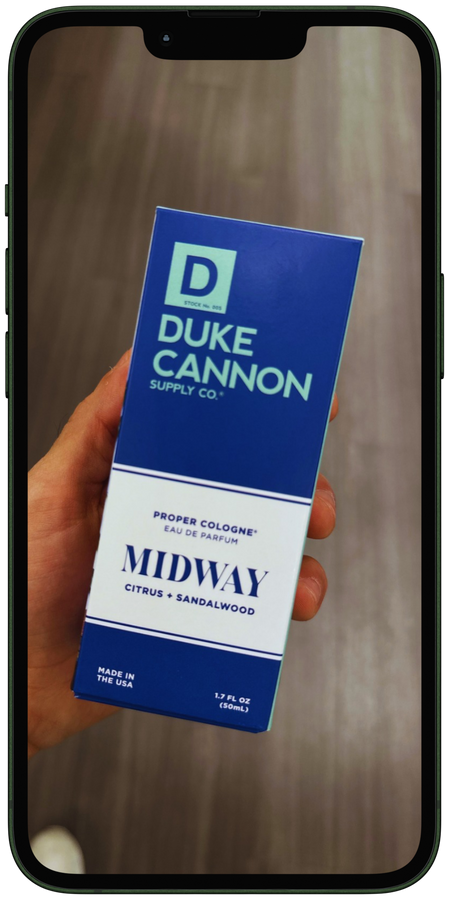 D
STOCK No. 505
DUKE
CANNON
SUPPLY CO.®
PROPER COLOGNE®
EAU DE PARFUM
MIDWAY
CITRUS + SANDALWOOD
MADE IN
THE USA
1.7 FL OZ
(50mL)